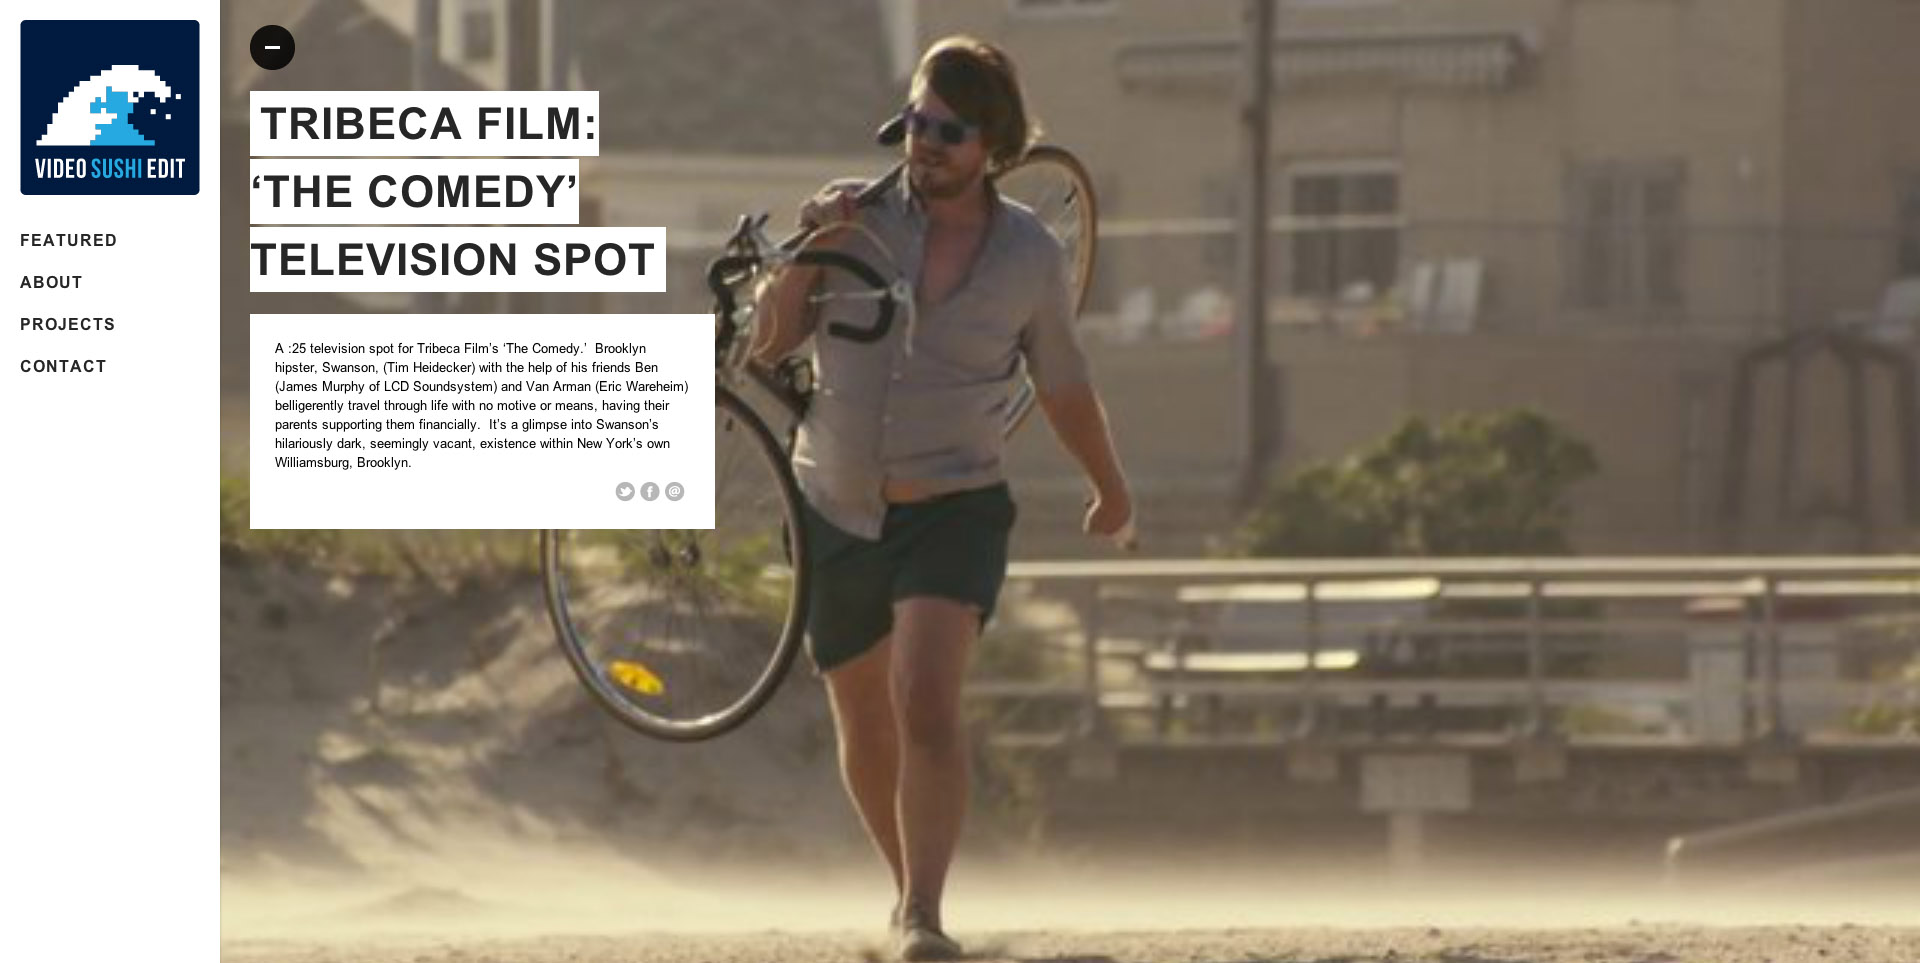 VIDEO SUSHI EDIT
FEATURED
ABOUT
PROJECTS
CONTACT
TRIBECA FILM:
‘THE COMEDY’
TELEVISION SPOT
A :25 television spot for Tribeca Film’s ‘The Comedy.’  Brooklyn
hipster, Swanson, (Tim Heidecker) with the help of his friends Ben
(James Murphy of LCD Soundsystem) and Van Arman (Eric Wareheim)
belligerently travel through life with no motive or means, having their
parents supporting them financially.  It’s a glimpse into Swanson’s
hilariously dark, seemingly vacant, existence within New York’s own
Williamsburg, Brooklyn.